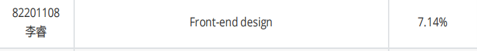 82201108
李睿
Front-end design
7.14%